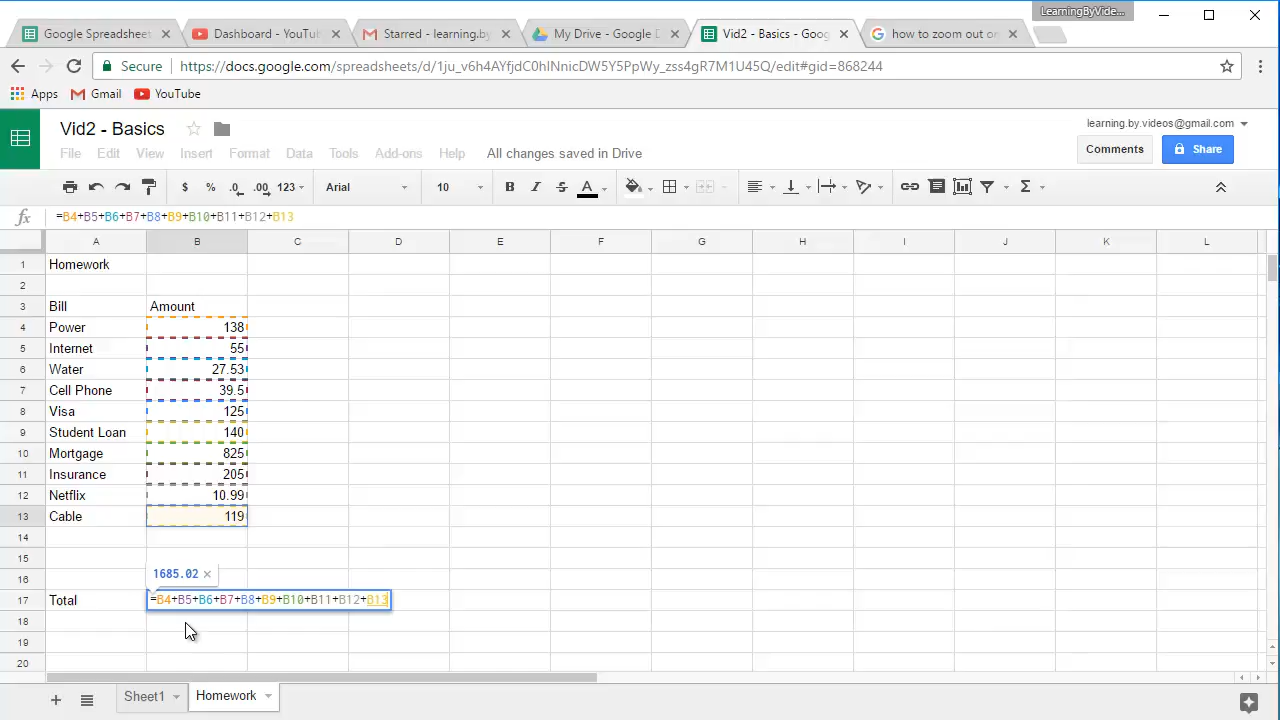 LearningByVide...
Google Spreadsheet
Dashboard - YouTu
Starred - learning.by
My Drive - Google D
Vid2 - Basics - Goog
how to zoom out on
Secure
https://docs.google.com/spreadsheets/d/1ju_v6h4AYfjdC0hINnicDW5Y5PpWy_zss4gR7M1U45Q/edit#gid=868244
Apps Gmail YouTube
Vid2 - Basics
learning.by.videos@gmail.com
File Edit View Insert Format Data Tools Add-ons Help All changes saved in Drive
Comments Share
$ % .0 .00 123 Arial 10 B I S A Σ
fx =B4+B5+B6+B7+B8+B9+B10+B11+B12+B13
A B C D E F G H I J K L
1 Homework
2
3 Bill Amount
4 Power 138
5 Internet 55
6 Water 27.53
7 Cell Phone 39.5
8 Visa 125
9 Student Loan 140
10 Mortgage 825
11 Insurance 205
12 Netflix 10.99
13 Cable 119
14
15
16 1685.02 ×
17 Total =B4+B5+B6+B7+B8+B9+B10+B11+B12+B13
18
19
20
Sheet1 Homework